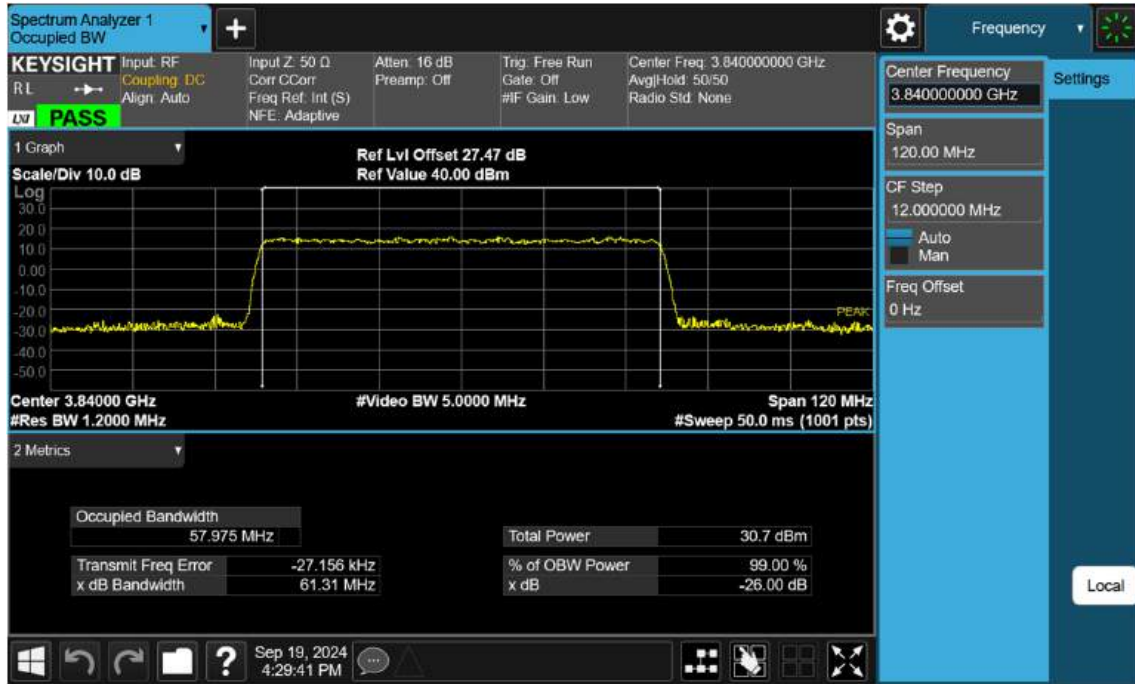 Spectrum Analyzer 1
Occupied BW
+
Frequency
KEYSIGHT
Input: RF
Input Z: 50 Ω
Atten: 16 dB
Trig: Free Run
Center Freq: 3.840000000 GHz
RL
Coupling: DC
Corr CCorr
Preamp: Off
Gate: Off
Avg|Hold: 50/50
Align: Auto
Freq Ref: Int (S)
#IF Gain: Low
Radio Std: None
LXI
PASS
NFE: Adaptive
1 Graph
Ref Lvl Offset 27.47 dB
Scale/Div 10.0 dB
Ref Value 40.00 dBm
Log
30.0
20.0
10.0
0.00
-10.0
-20.0
PEAK
-30.0
-40.0
-50.0
Center 3.84000 GHz
#Video BW 5.0000 MHz
Span 120 MHz
#Res BW 1.2000 MHz
#Sweep 50.0 ms (1001 pts)
2 Metrics
Occupied Bandwidth
57.975 MHz
Total Power 30.7 dBm
Transmit Freq Error -27.156 kHz
% of OBW Power 99.00 %
x dB Bandwidth 61.31 MHz
x dB -26.00 dB
Center Frequency
3.840000000 GHz
Settings
Span
120.00 MHz
CF Step
12.000000 MHz
Auto
Man
Freq Offset
0 Hz
Local
?
Sep 19, 2024
4:29:41 PM